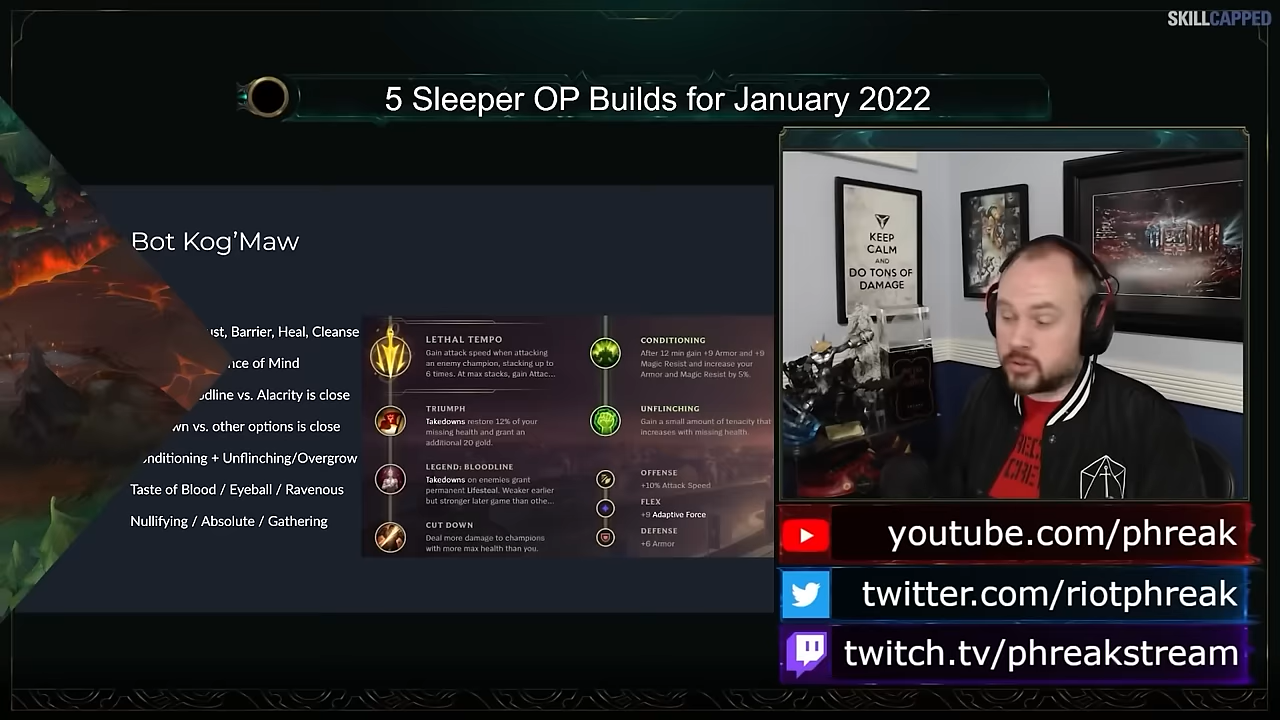 SKILLCAPPED
5 Sleeper OP Builds for January 2022
Bot Kog'Maw
Barrier, Heal, Cleanse
of Mind
vs. Alacrity is close
vs. other options is close
+ Unflinching/Overgrow
Taste of Blood / Eyeball / Ravenous
Nullifying / Absolute / Gathering
LETHAL TEMPO
Gain attack speed when attacking
an enemy champion, stacking up to
6 times. At max stacks, gain Attac...
TRIUMPH
Takedowns restore 12% of your
missing health and grant an
additional 20 gold.
LEGEND: BLOODLINE
Takedowns on enemies grant
permanent Lifesteal. Weaker earlier
but stronger later game than othe...
CUT DOWN
Deal more damage to champions
with more max health than you.
CONDITIONING
After 12 min gain +9 Armor and +9
Magic Resist and increase your
Armor and Magic Resist by 5%.
UNFLINCHING
Gain a small amount of tenacity that
increases with missing health.
OFFENSE
+10% Attack Speed
FLEX
+9 Adaptive Force
DEFENSE
+6 Armor
KEEP
CALM
AND
DO TONS OF
DAMAGE
youtube.com/phreak
twitter.com/riotphreak
twitch.tv/phreakstream